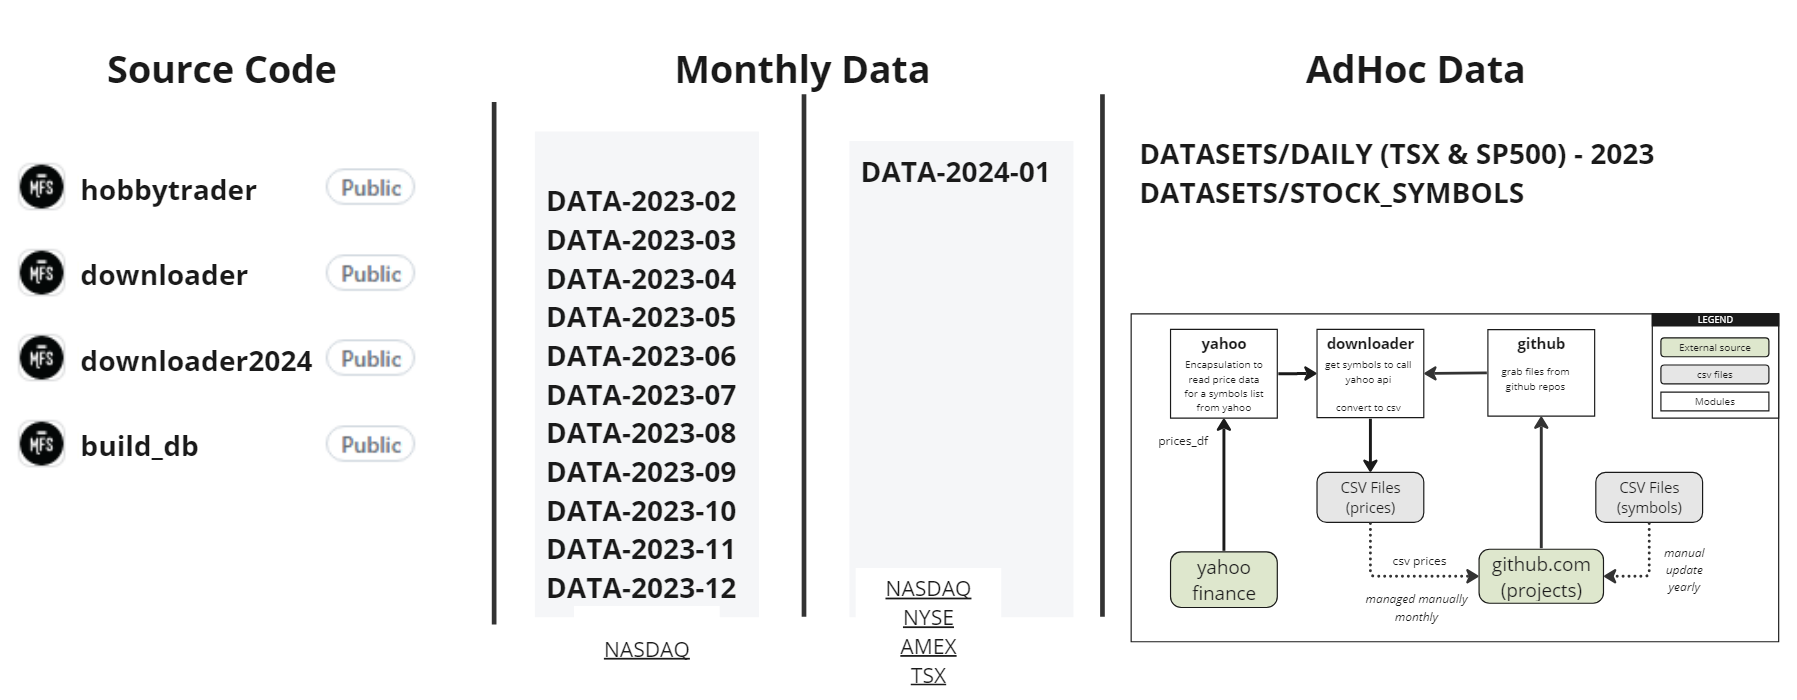 Source Code
MFS hobbytrader Public
MFS downloader Public
MFS downloader2024 Public
MFS build_db Public
Monthly Data
DATA-2023-02
DATA-2023-03
DATA-2023-04
DATA-2023-05
DATA-2023-06
DATA-2023-07
DATA-2023-08
DATA-2023-09
DATA-2023-10
DATA-2023-11
DATA-2023-12
NASDAQ
DATA-2024-01
NASDAQ
NYSE
AMEX
TSX
AdHoc Data
DATASETS/DAILY (TSX & SP500) - 2023
DATASETS/STOCK_SYMBOLS
yahoo
Encapsulation to
read price data
for a symbols list
from yahoo
downloader
get symbols to call
yahoo api
convert to csv
github
grab files from
github repos
LEGEND
External source
csv files
Modules
prices_df
CSV Files
(prices)
CSV Files
(symbols)
yahoo
finance
csv prices
managed manually
monthly
github.com
(projects)
manual
update
yearly